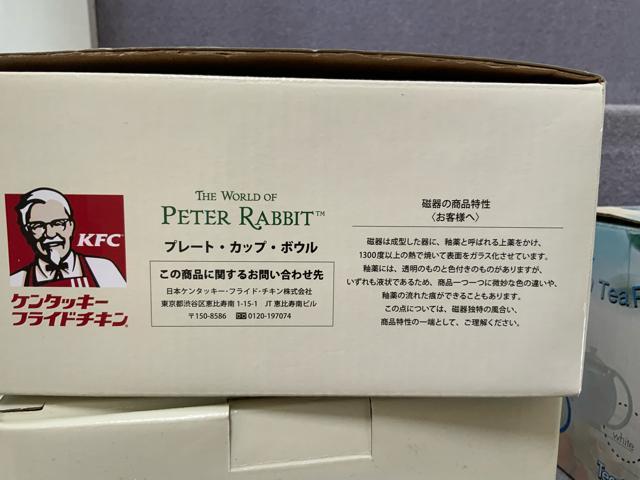 KFC
ケンタッキー
フライドチキン
THE WORLD OF
PETER RABBIT™
プレート・カップ・ボウル
この商品に関するお問い合わせ先
日本ケンタッキー・フライド・チキン株式会社
東京都渋谷区恵比寿南 1-15-1 JT 恵比寿南ビル
〒150-8586 0120-197074
磁器の商品特性
〈お客様へ〉
磁器は成型した器に、釉薬と呼ばれる上薬をかけ、
1300度以上の熱で焼いて表面をガラス化させています。
釉薬には、透明のものと色付きのものがありますが、
いずれも液状であるため、商品一つ一つに微妙な色の違いや、
釉薬の流れた痕ができることもあります。
この点については、磁器独特の風合い、
商品特性の一端として、ご理解ください。
Tea
white
Tea